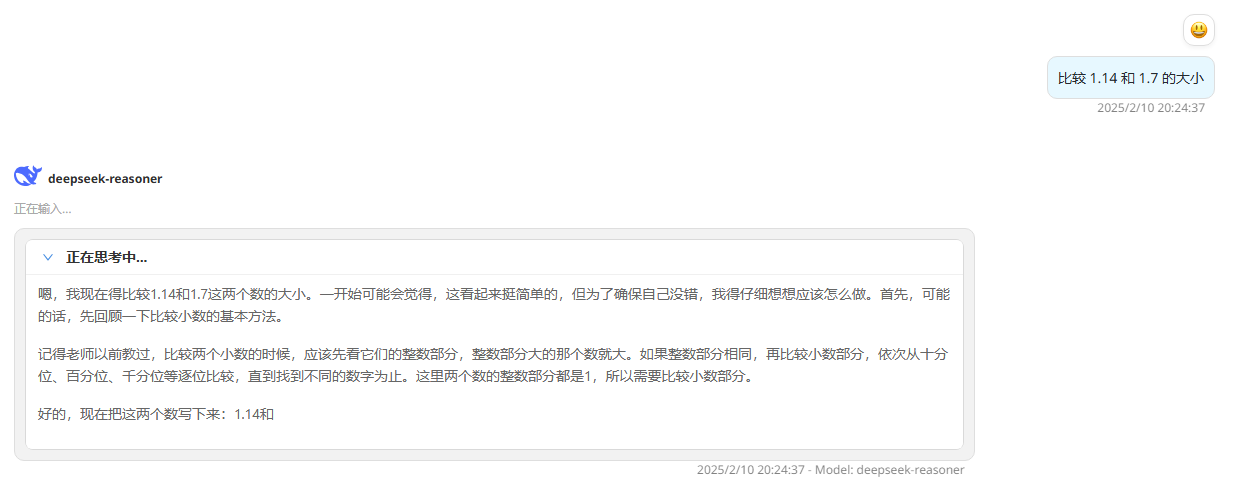 比较 1.14 和 1.7 的大小
2025/2/10 20:24:37
deepseek-reasoner
正在输入...
正在思考中...
嗯，我现在得比较1.14和1.7这两个数的大小。一开始可能会觉得，这看起来挺简单的，但为了确保自己没错，我得仔细想想应该怎么做。首先，可能
的话，先回顾一下比较小数的基本方法。
记得老师以前教过，比较两个小数的时候，应该先看它们的整数部分，整数部分大的那个数就大。如果整数部分相同，再比较小数部分，依次从十分
位、百分位、千分位等逐位比较，直到找到不同的数字为止。这里两个数的整数部分都是1，所以需要比较小数部分。
好的，现在把这两个数写下来：1.14和
2025/2/10 20:24:37 - Model: deepseek-reasoner